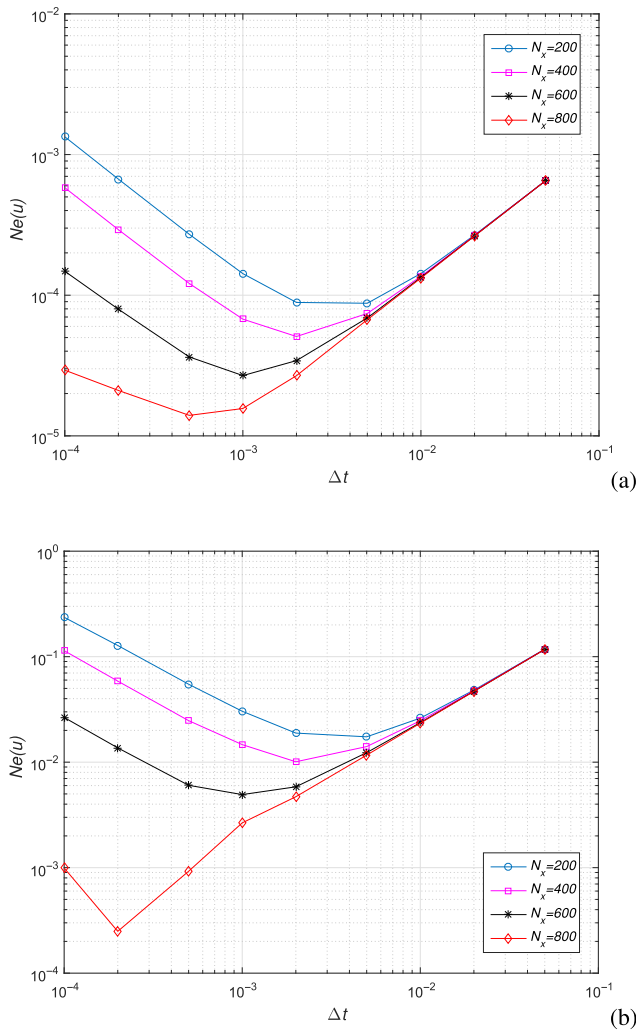 10⁻²
N_x=200
N_x=400
N_x=600
N_x=800
10⁻³
Ne(u)
10⁻⁴
10⁻⁵
10⁻⁴ 10⁻³ 10⁻² 10⁻¹
Δt
(a)
10⁰
10⁻¹
Ne(u)
10⁻²
10⁻³
N_x=200
N_x=400
N_x=600
N_x=800
10⁻⁴
10⁻⁴ 10⁻³ 10⁻² 10⁻¹
Δt
(b)